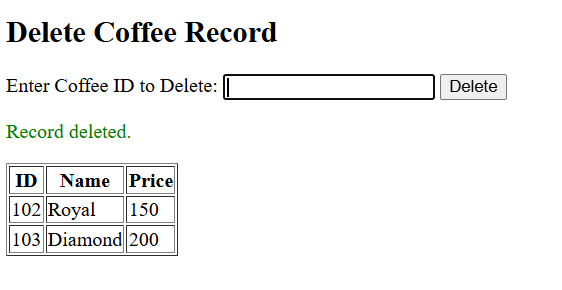 Delete Coffee Record
Enter Coffee ID to Delete: Delete
Record deleted.
ID Name Price
102 Royal 150
103 Diamond 200